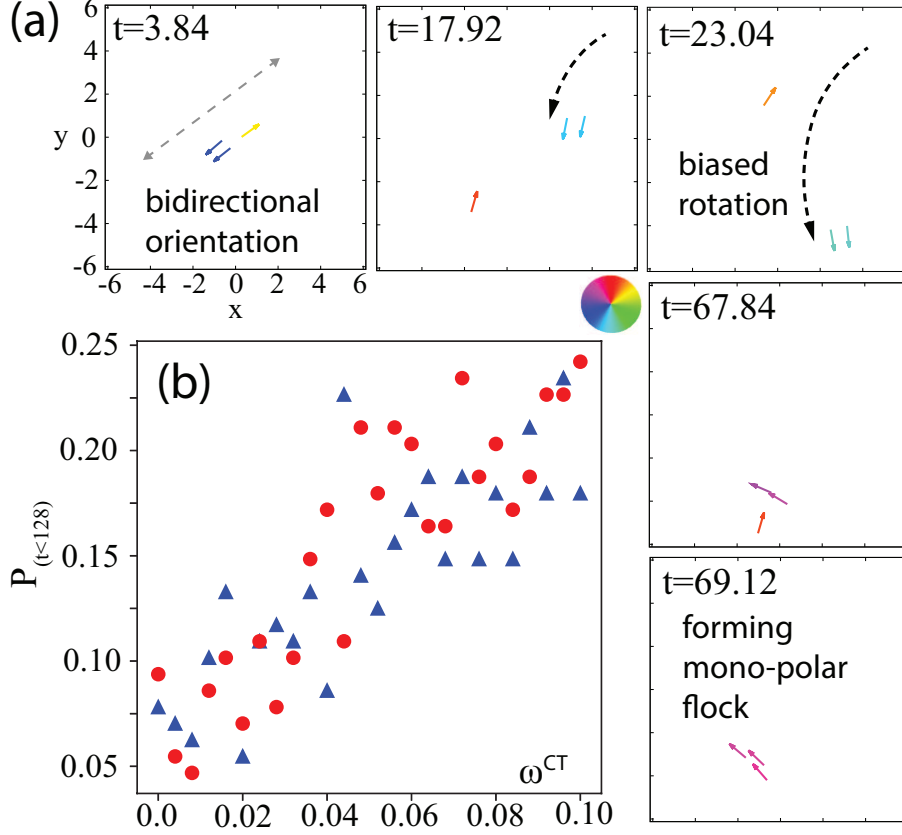 (a)
t=3.84
6
4
2
0
-2
-4
-6
y
bidirectional
orientation
-6 -4 -2 0 2 4 6
x
t=17.92
t=23.04
biased
rotation
t=67.84
t=69.12
forming
mono-polar
flock
(b)
0.25
0.20
0.15
0.10
0.05
P(t<128)
ωCT
0.0 0.02 0.04 0.06 0.08 0.10